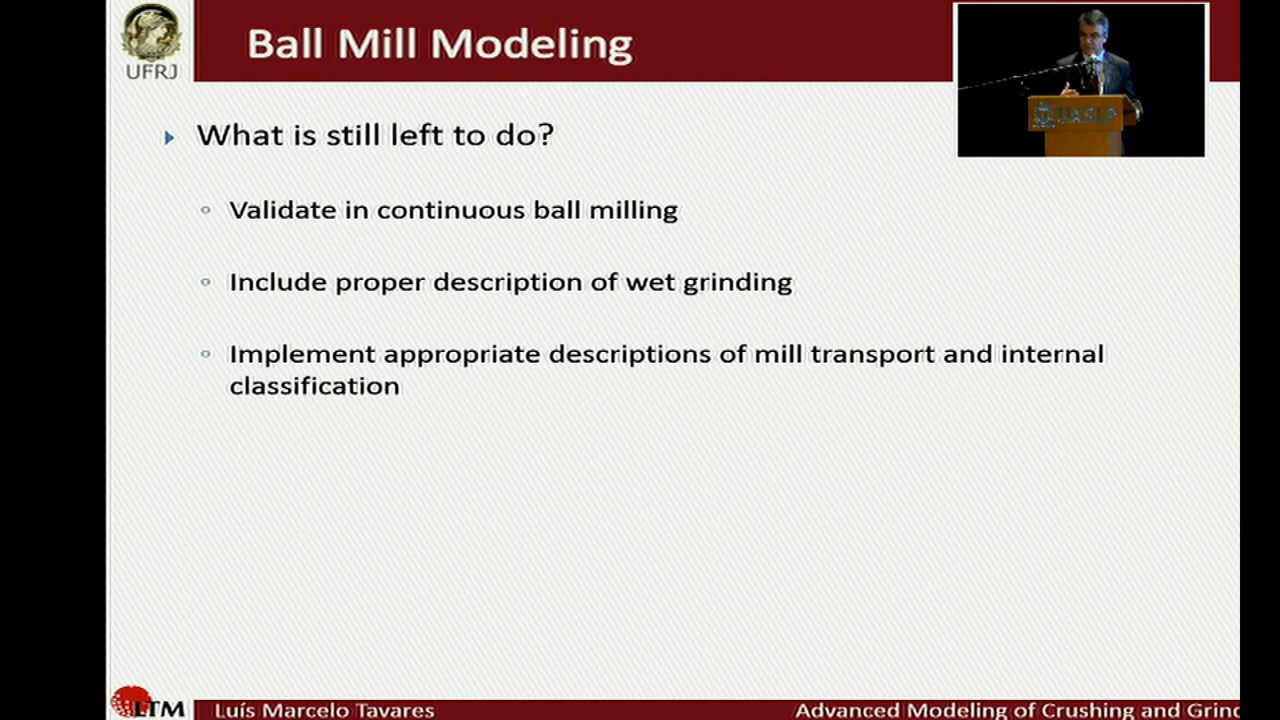 UFRJ
Ball Mill Modeling
UASLP
What is still left to do?
Validate in continuous ball milling
Include proper description of wet grinding
Implement appropriate descriptions of mill transport and internal
classification
LTM
Luís Marcelo Tavares
Advanced Modeling of Crushing and Grind